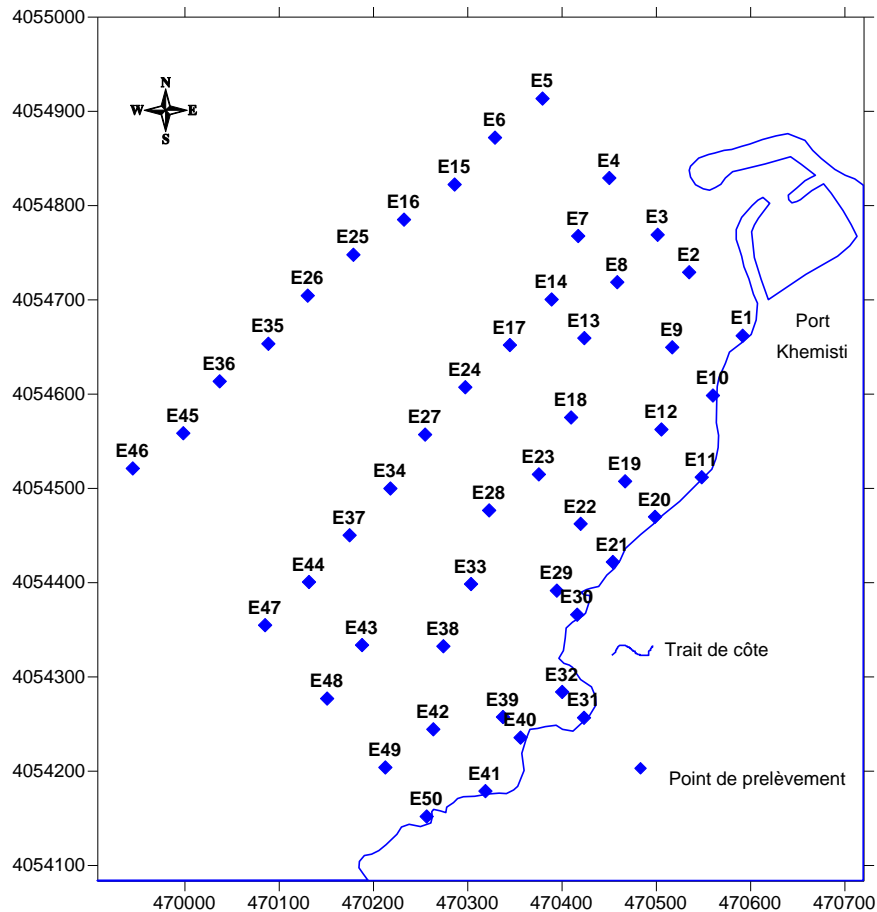 4055000
N
W E
S
E5
4054900
E6
E15
E4
4054800
E16
E7
E3
E25
E8
E2
E26
4054700
E14
E13
E1
Port
Khemisti
E35
E17
E9
E36
E24
E10
4054600
E45
E27
E18
E12
E46
E34
E23
E19
E11
4054500
E37
E28
E22
E20
E44
E33
E29
E21
4054400
E47
E43
E38
E30
Trait de côte
4054300
E48
E42
E39
E32
E31
E40
4054200
E49
E41
Point de prelèvement
E50
4054100
470000 470100 470200 470300 470400 470500 470600 470700